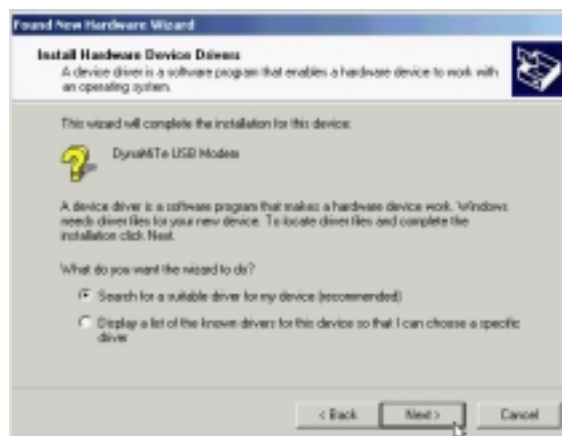 Found New Hardware Wizard
Install Hardware Device Drivers
A device driver is a software program that enables a hardware device to work with
an operating system.
This wizard will complete the installation for this device:
DynaMiTe USB Modem
A device driver is a software program that makes a hardware device work. Windows
needs driver files for your new device. To locate driver files and complete the
installation click Next.
What do you want the wizard to do?
Search for a suitable driver for my device (recommended)
Display a list of the known drivers for this device so that I can choose a specific
driver
< Back
Next >
Cancel